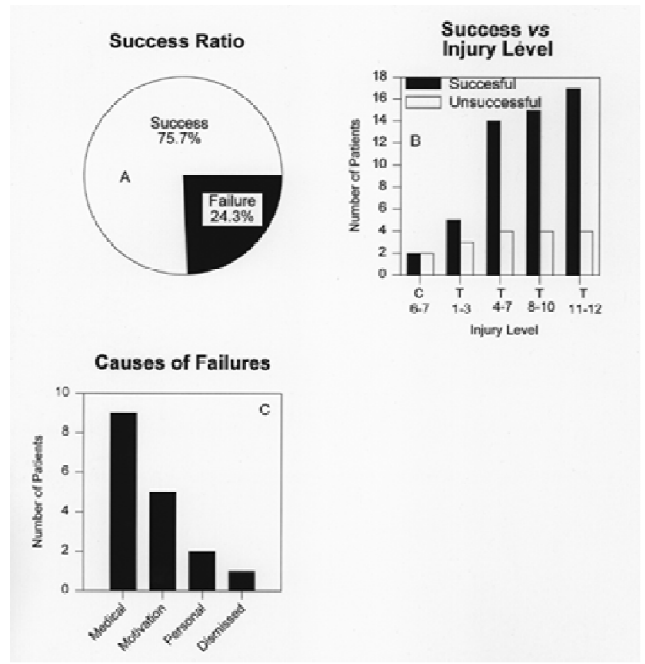 Success Ratio
Success
75.7%
A
Failure
24.3%
Success vs
Injury Level
Succesful
Unsuccessful
B
Number of Patients
18
16
14
12
10
8
6
4
2
0
C T T T T
6-7 1-3 4-7 8-10 11-12
Injury Level
Causes of Failures
C
Number of Patients
10
8
6
4
2
0
Medical
Motivation
Personal
Dismissed